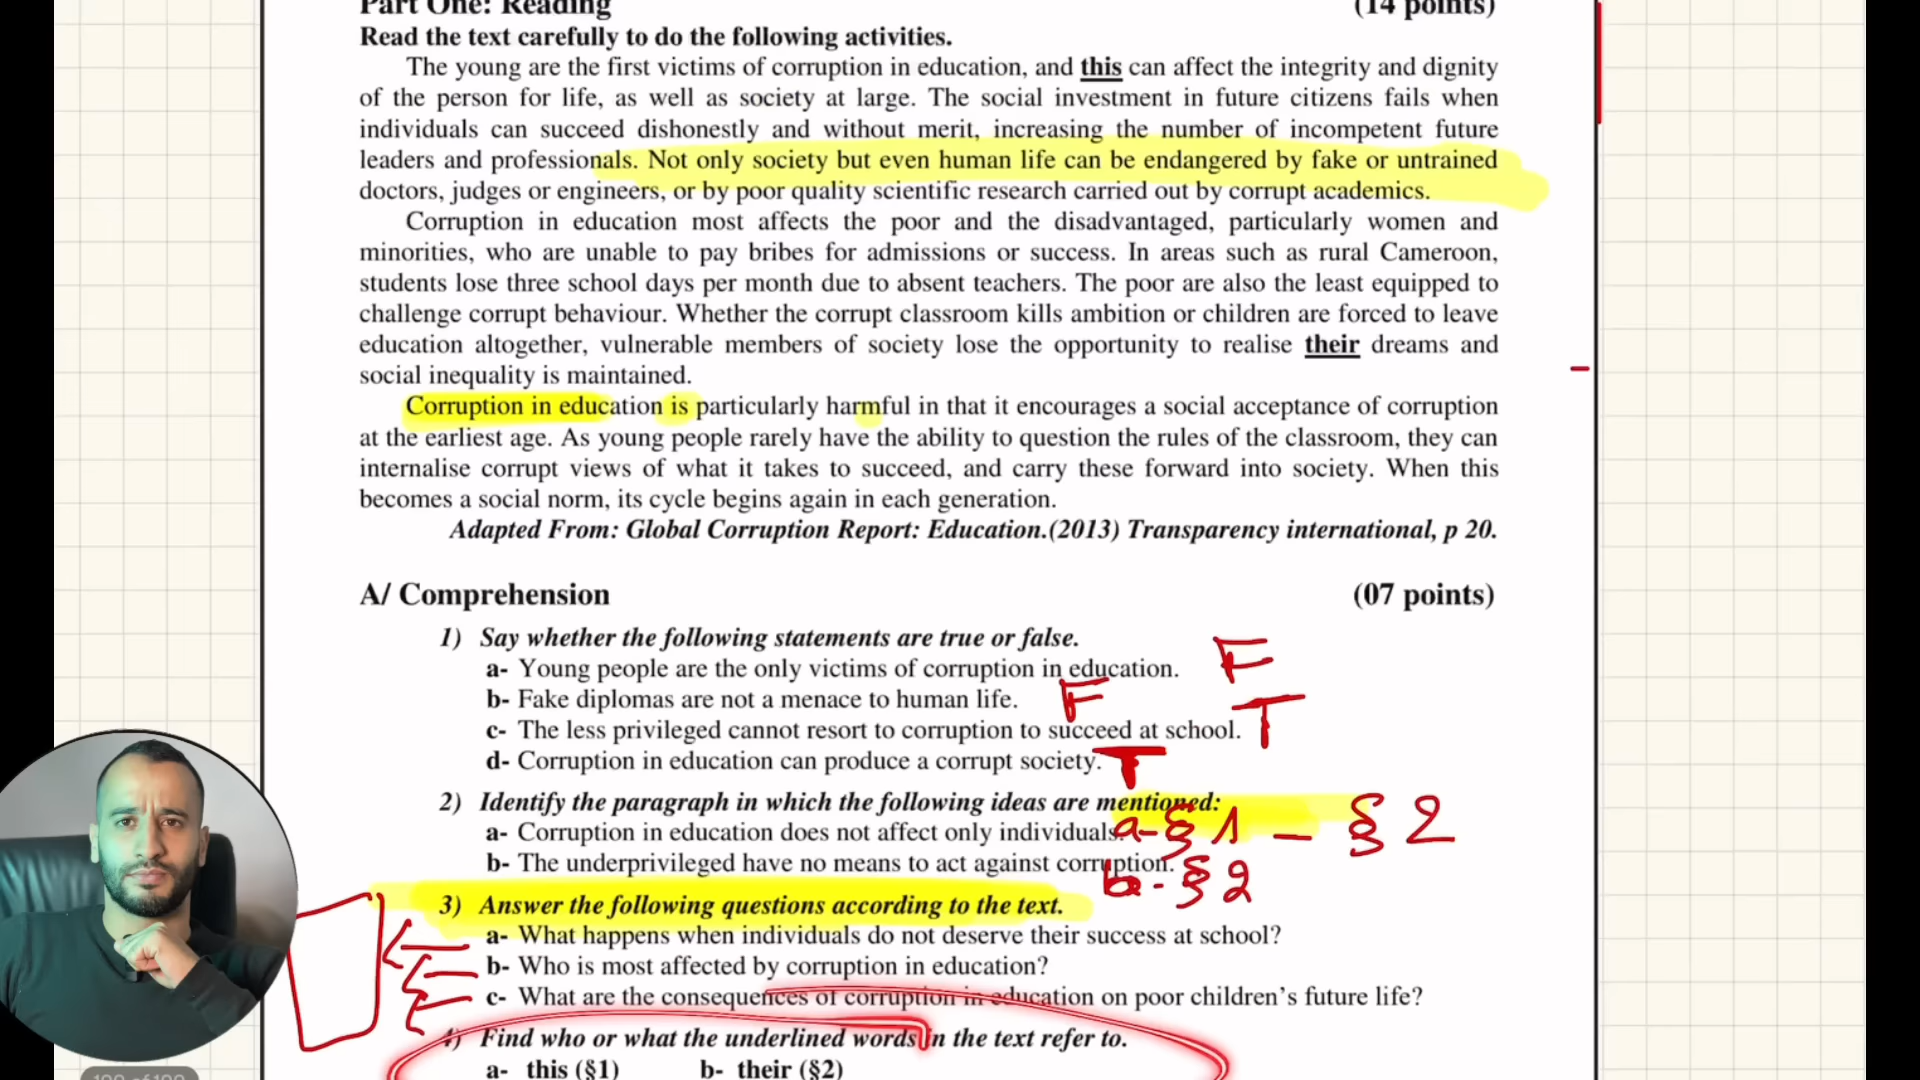 Part One: Reading (14 points)
Read the text carefully to do the following activities.
The young are the first victims of corruption in education, and this can affect the integrity and dignity
of the person for life, as well as society at large. The social investment in future citizens fails when
individuals can succeed dishonestly and without merit, increasing the number of incompetent future
leaders and professionals. Not only society but even human life can be endangered by fake or untrained
doctors, judges or engineers, or by poor quality scientific research carried out by corrupt academics.
Corruption in education most affects the poor and the disadvantaged, particularly women and
minorities, who are unable to pay bribes for admissions or success. In areas such as rural Cameroon,
students lose three school days per month due to absent teachers. The poor are also the least equipped to
challenge corrupt behaviour. Whether the corrupt classroom kills ambition or children are forced to leave
education altogether, vulnerable members of society lose the opportunity to realise their dreams and
social inequality is maintained.
Corruption in education is particularly harmful in that it encourages a social acceptance of corruption
at the earliest age. As young people rarely have the ability to question the rules of the classroom, they can
internalise corrupt views of what it takes to succeed, and carry these forward into society. When this
becomes a social norm, its cycle begins again in each generation.
Adapted From: Global Corruption Report: Education.(2013) Transparency international, p 20.
A/ Comprehension (07 points)
1) Say whether the following statements are true or false.
a- Young people are the only victims of corruption in education. F
b- Fake diplomas are not a menace to human life. F
c- The less privileged cannot resort to corruption to succeed at school. T
d- Corruption in education can produce a corrupt society. T
2) Identify the paragraph in which the following ideas are mentioned:
a- Corruption in education does not affect only individuals. a- § 1 – § 2
b- The underprivileged have no means to act against corruption. b- § 2
3) Answer the following questions according to the text.
a- What happens when individuals do not deserve their success at school?
b- Who is most affected by corruption in education?
c- What are the consequences of corruption in education on poor children's future life?
4) Find who or what the underlined words in the text refer to.
a- this (§1) b- their (§2)